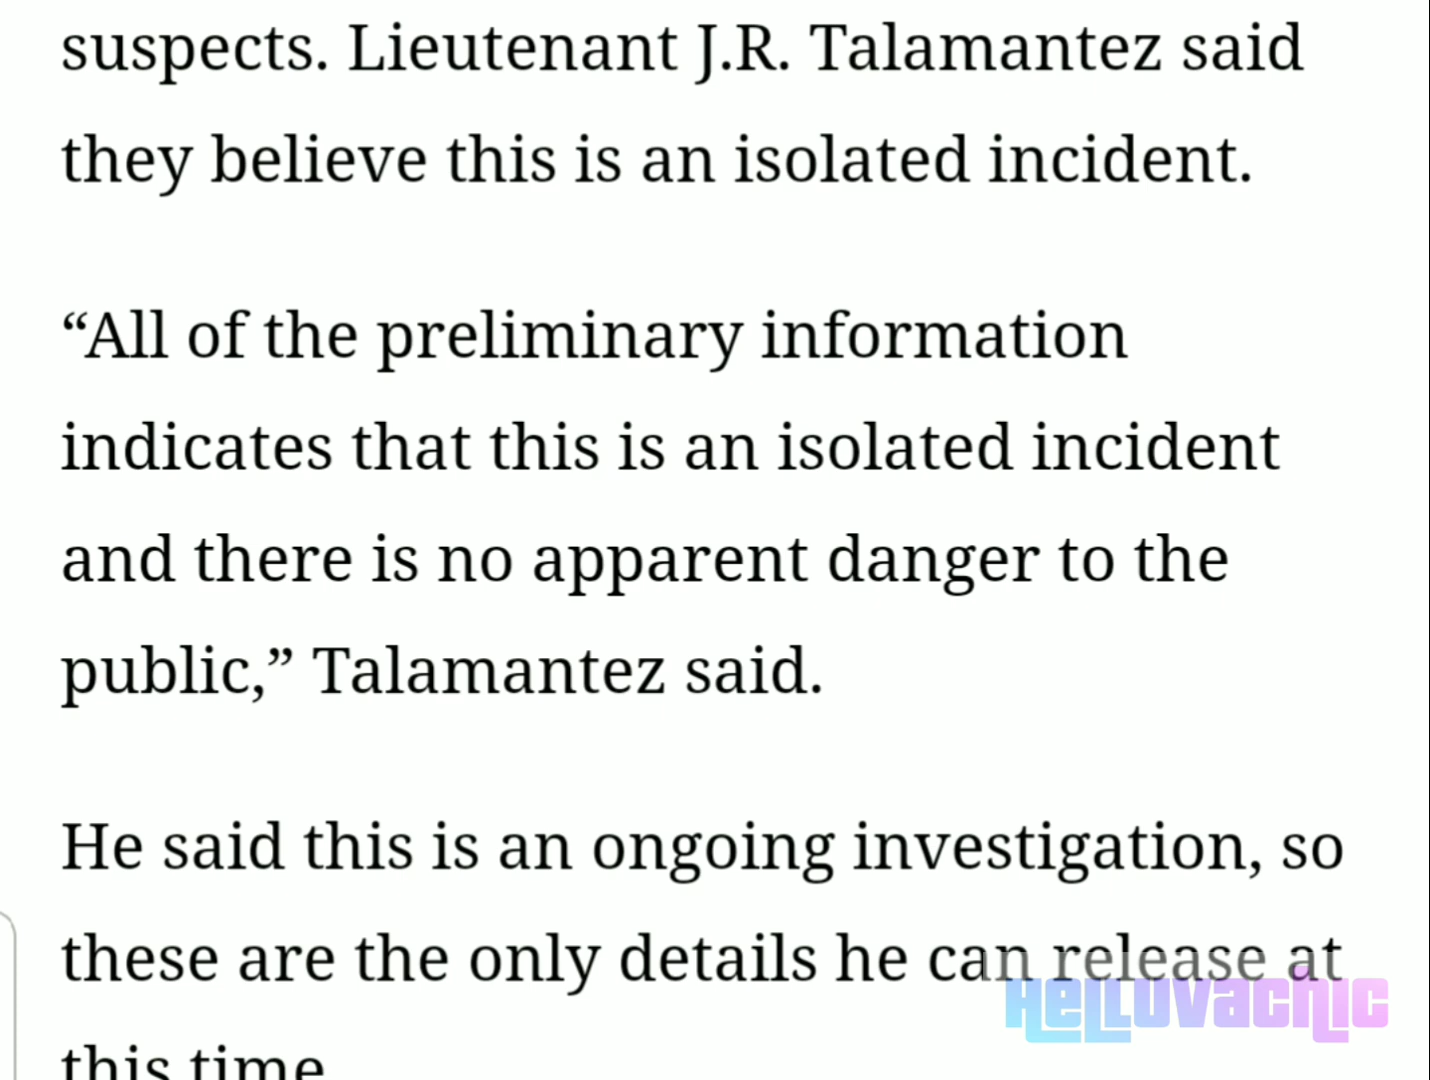 suspects. Lieutenant J.R. Talamantez said
they believe this is an isolated incident.
“All of the preliminary information
indicates that this is an isolated incident
and there is no apparent danger to the
public,” Talamantez said.
He said this is an ongoing investigation, so
these are the only details he can release at
HELLUVACHIC
this time